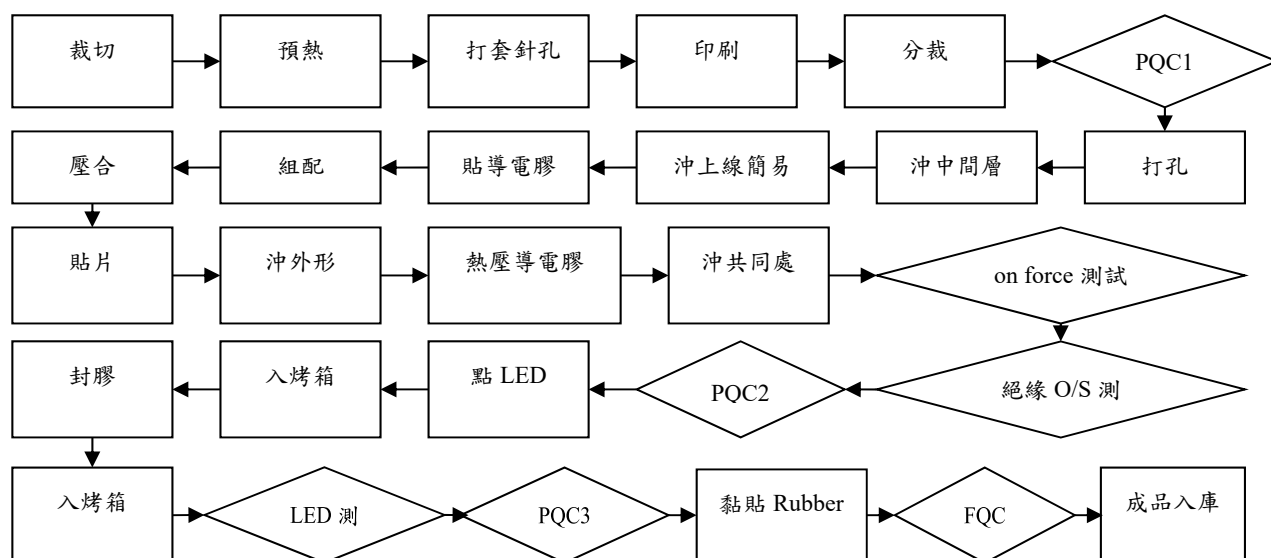 裁切 預熱 打套針孔 印刷 分裁 PQC1
壓合 組配 貼導電膠 沖上線簡易 沖中間層 打孔
貼片 沖外形 熱壓導電膠 沖共同處 on force 測試
封膠 入烤箱 點 LED PQC2 絕緣 O/S 測
入烤箱 LED 測 PQC3 黏貼 Rubber FQC 成品入庫